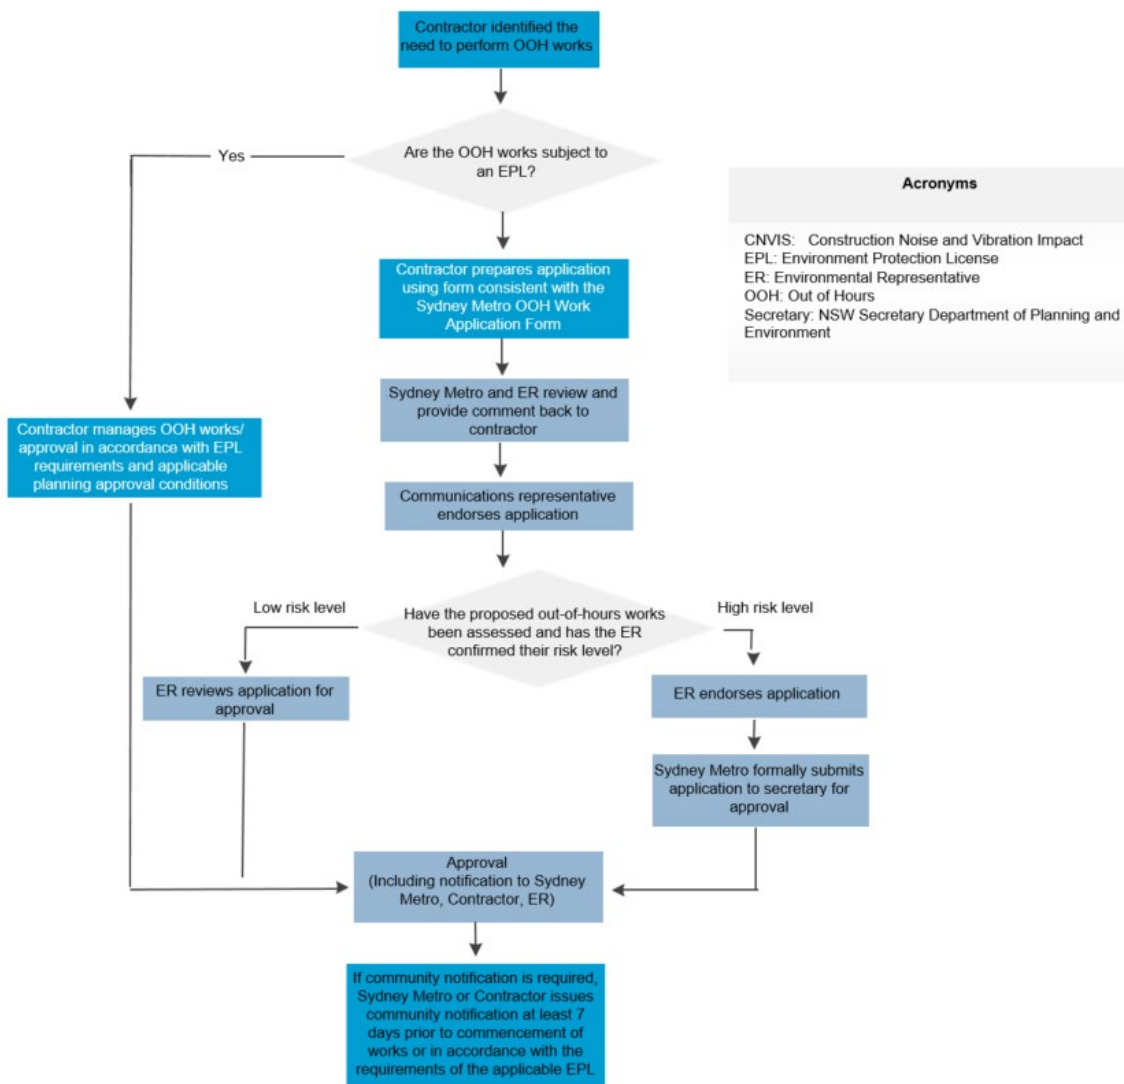 Contractor identified the
need to perform OOH works
Are the OOH works subject to
an EPL?
Yes
Acronyms
CNVIS: Construction Noise and Vibration Impact
EPL: Environment Protection License
ER: Environmental Representative
OOH: Out of Hours
Secretary: NSW Secretary Department of Planning and
Environment
Contractor prepares application
using form consistent with the
Sydney Metro OOH Work
Application Form
Sydney Metro and ER review and
provide comment back to
contractor
Contractor manages OOH works/
approval in accordance with EPL
requirements and applicable
planning approval conditions
Communications representative
endorses application
Low risk level
Have the proposed out-of-hours works
been assessed and has the ER
confirmed their risk level?
High risk level
ER reviews application for
approval
ER endorses application
Sydney Metro formally submits
application to secretary for
approval
Approval
(Including notification to Sydney
Metro, Contractor, ER)
If community notification is required,
Sydney Metro or Contractor issues
community notification at least 7
days prior to commencement of
works or in accordance with the
requirements of the applicable EPL